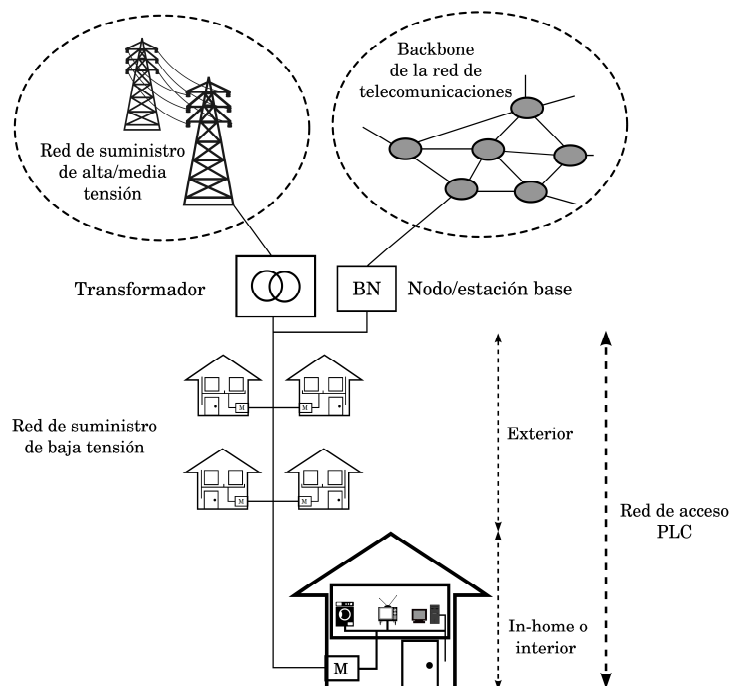 Backbone
de la red de
telecomunicaciones
Red de suministro
de alta/media
tensión
Transformador
BN
Nodo/estación base
M
M
Red de suministro
de baja tensión
Exterior
M
M
Red de acceso
PLC
In-home o
interior
M